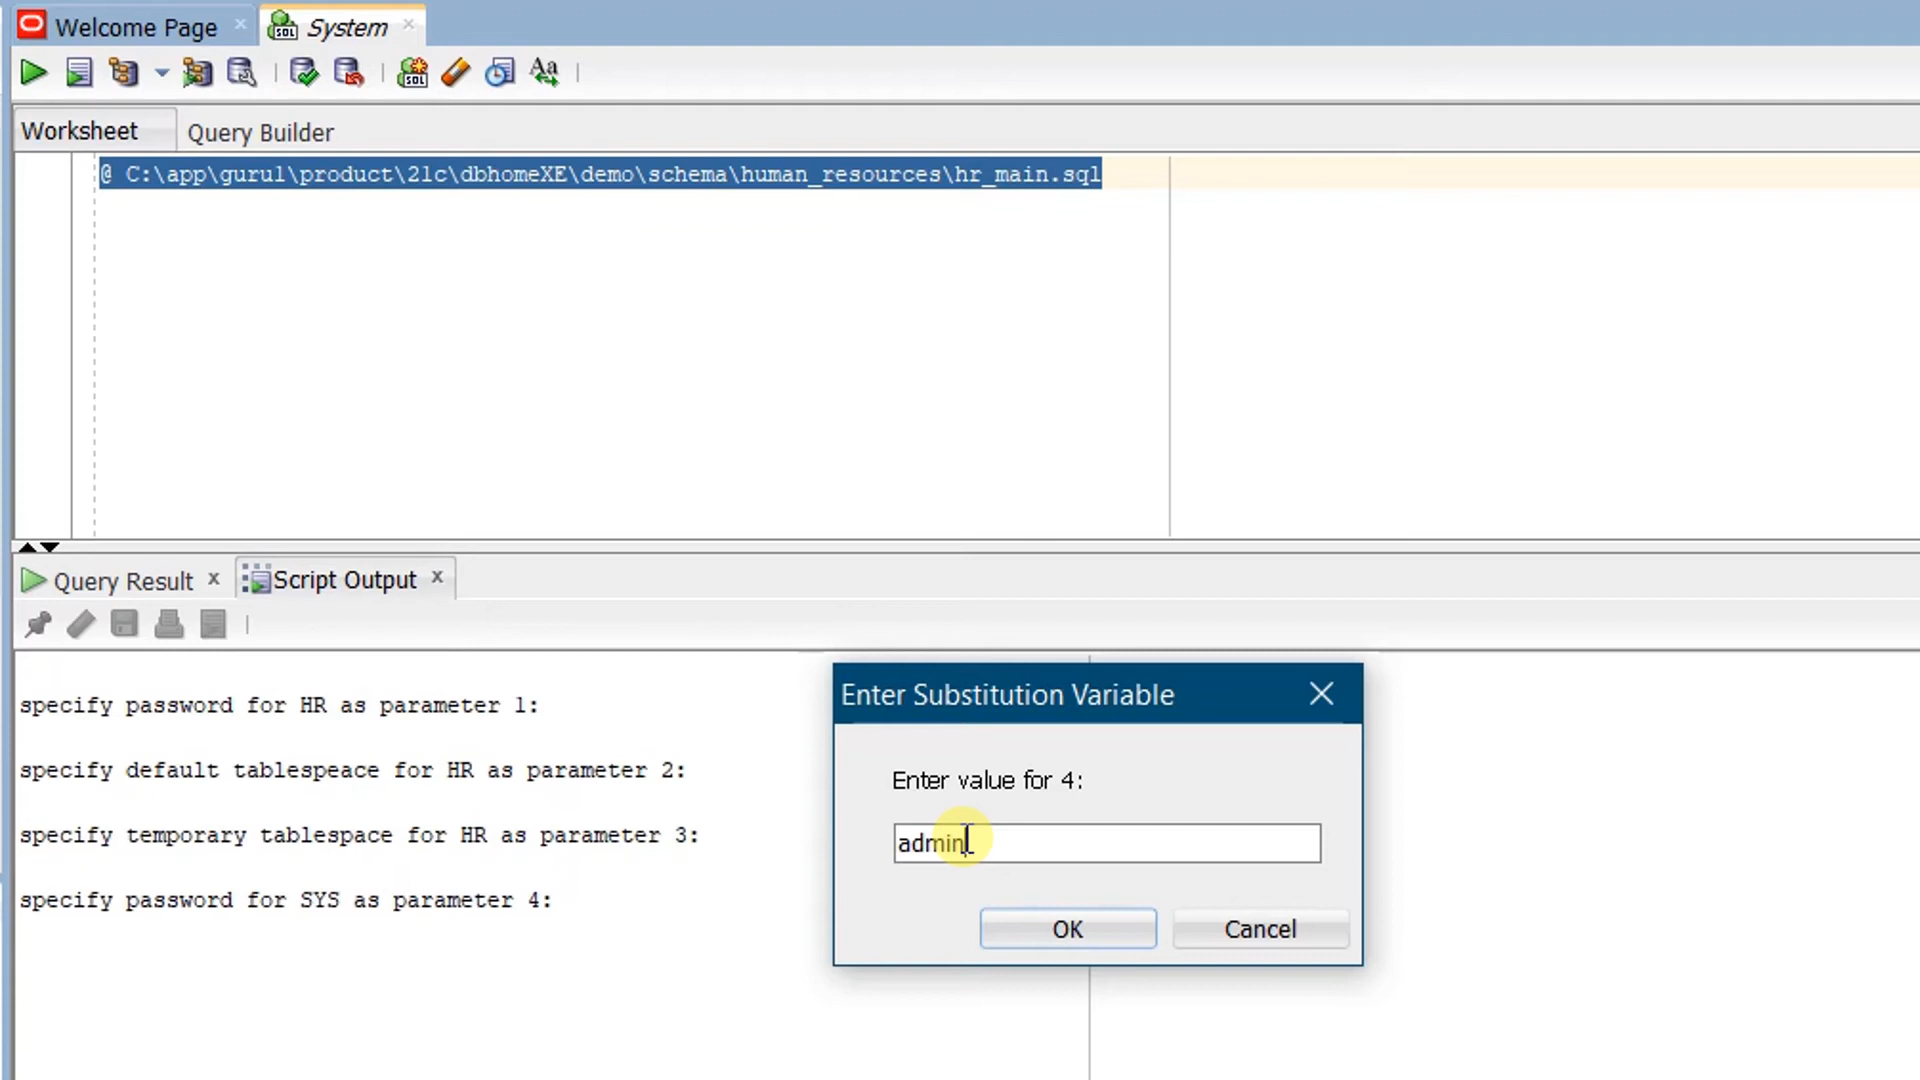 Welcome Page
System
Worksheet
Query Builder
@ C:\app\guru1\product\21c\dbhomeXE\demo\schema\human_resources\hr_main.sql
Query Result
Script Output
specify password for HR as parameter 1:
specify default tablespeace for HR as parameter 2:
specify temporary tablespace for HR as parameter 3:
specify password for SYS as parameter 4:
Enter Substitution Variable
Enter value for 4:
admin
OK
Cancel